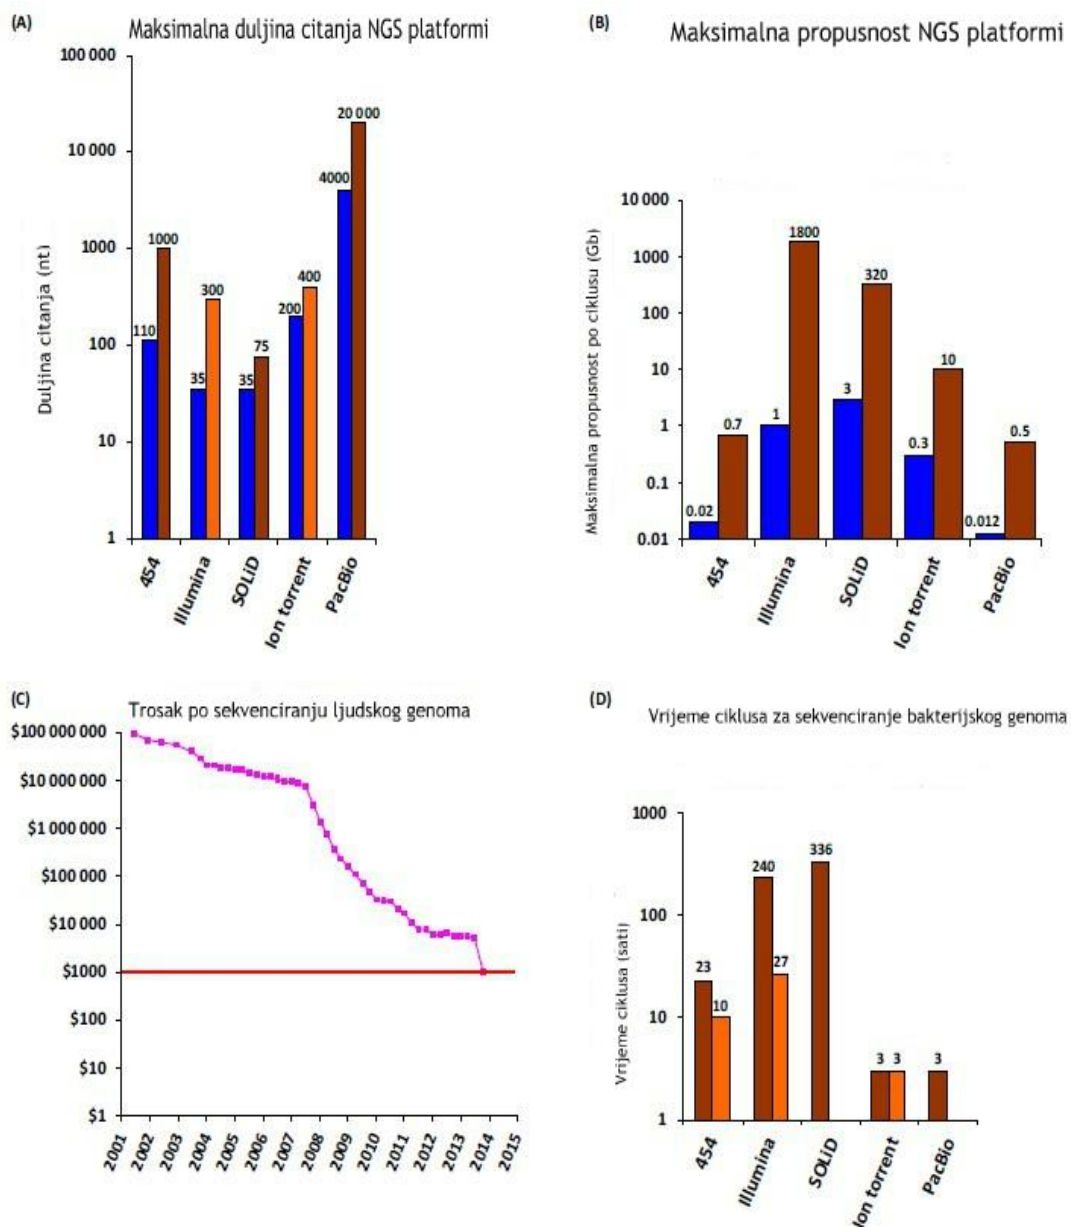 (A)
Maksimalna duljina citanja NGS platformi
Duljina citanja (nt)
100 000
10 000
1000
100
10
1
110
1000
35
300
35
75
200
400
4000
20 000
454
Illumina
SOLiD
Ion torrent
PacBio
(B)
Maksimalna propusnost NGS platformi
Maksimalna propusnost po ciklusu (Gb)
10 000
1000
100
10
1
0.1
0.01
0.02
0.7
1
1800
3
320
0.3
10
0.012
0.5
454
Illumina
SOLiD
Ion torrent
PacBio
(C)
Trosak po sekvenciranju ljudskog genoma
$100 000 000
$10 000 000
$1 000 000
$100 000
$10 000
$1000
$100
$10
$1
2001
2002
2003
2004
2005
2006
2007
2008
2009
2010
2011
2012
2013
2014
2015
(D)
Vrijeme ciklusa za sekvenciranje bakterijskog genoma
Vrijeme ciklusa (sati)
1000
100
10
1
23
10
240
27
336
3
3
3
454
Illumina
SOLiD
Ion torrent
PacBio